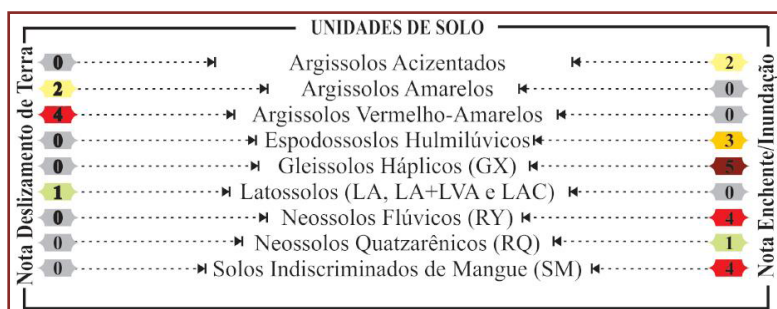 UNIDADES DE SOLO
Nota Deslizamento de Terra
Nota Enchente/Inundação
0 Argissolos Acizentados 2
2 Argissolos Amarelos 0
4 Argissolos Vermelho-Amarelos 0
0 Espodossoslos Hulmilúvicos 3
0 Gleissolos Háplicos (GX) 5
1 Latossolos (LA, LA+LVA e LAC) 0
0 Neossolos Flúvicos (RY) 4
0 Neossolos Quatzarênicos (RQ) 1
0 Solos Indiscriminados de Mangue (SM) 4